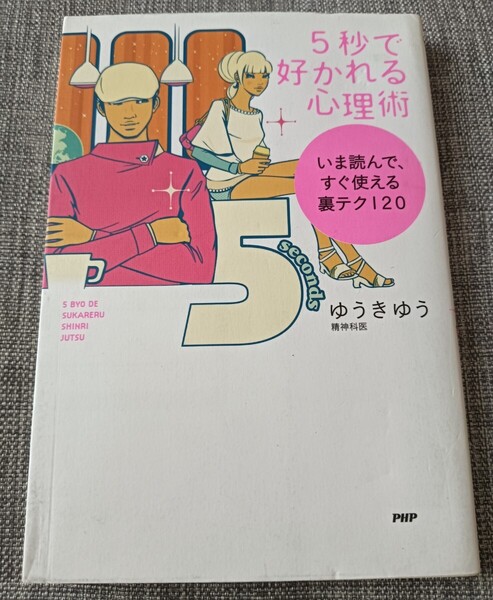 5秒で
好かれる
心理術
いま読んで、
すぐ使える
裏テク120
5
seconds
ゆうきゆう
精神科医
5 BYO DE
SUKARERU
SHINRI
JUTSU
PHP